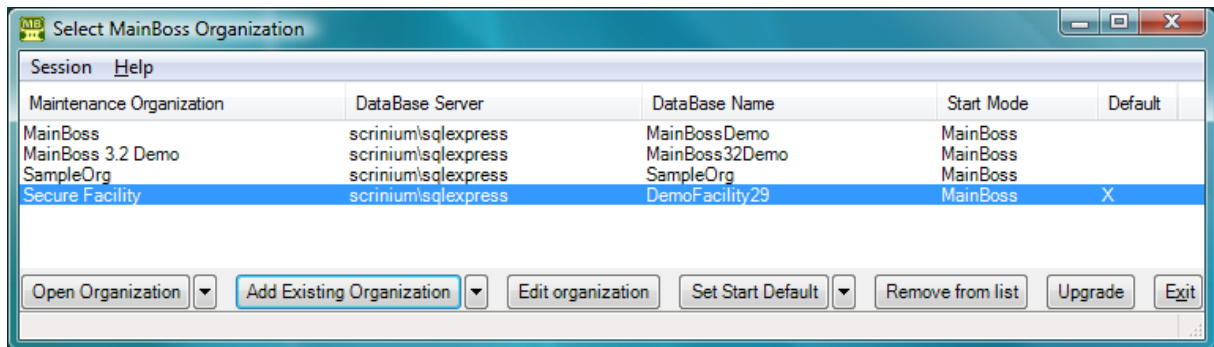 MB
Select MainBoss Organization
Session Help
Maintenance Organization DataBase Server DataBase Name Start Mode Default
MainBoss scrinium\sqlexpress MainBossDemo MainBoss
MainBoss 3.2 Demo scrinium\sqlexpress MainBoss32Demo MainBoss
SampleOrg scrinium\sqlexpress SampleOrg MainBoss
Secure Facility scrinium\sqlexpress DemoFacility29 MainBoss X
Open Organization Add Existing Organization Edit organization Set Start Default Remove from list Upgrade Exit